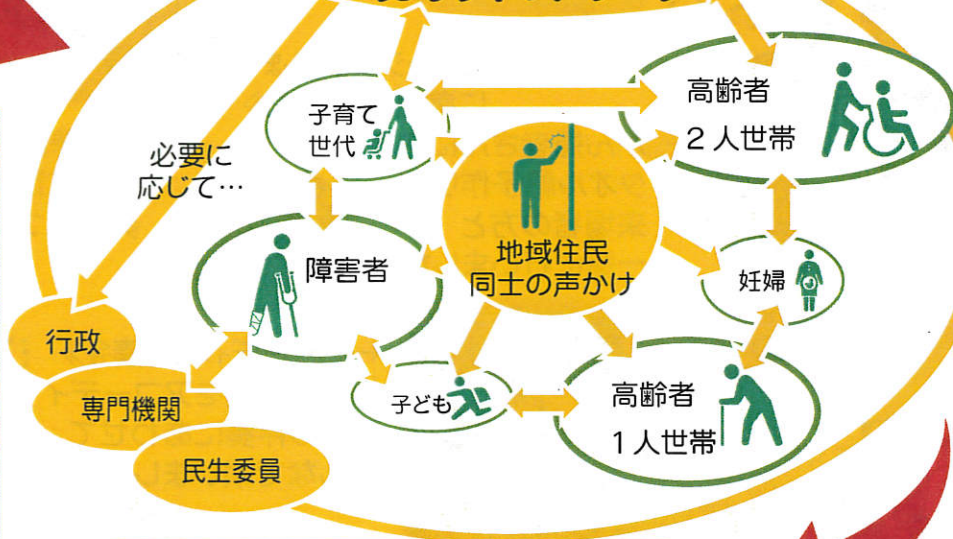 子育て
世代
高齢者
2人世帯
必要に
応じて…
地域住民
同士の声かけ
障害者
妊婦
行政
専門機関
子ども
高齢者
1人世帯
民生委員